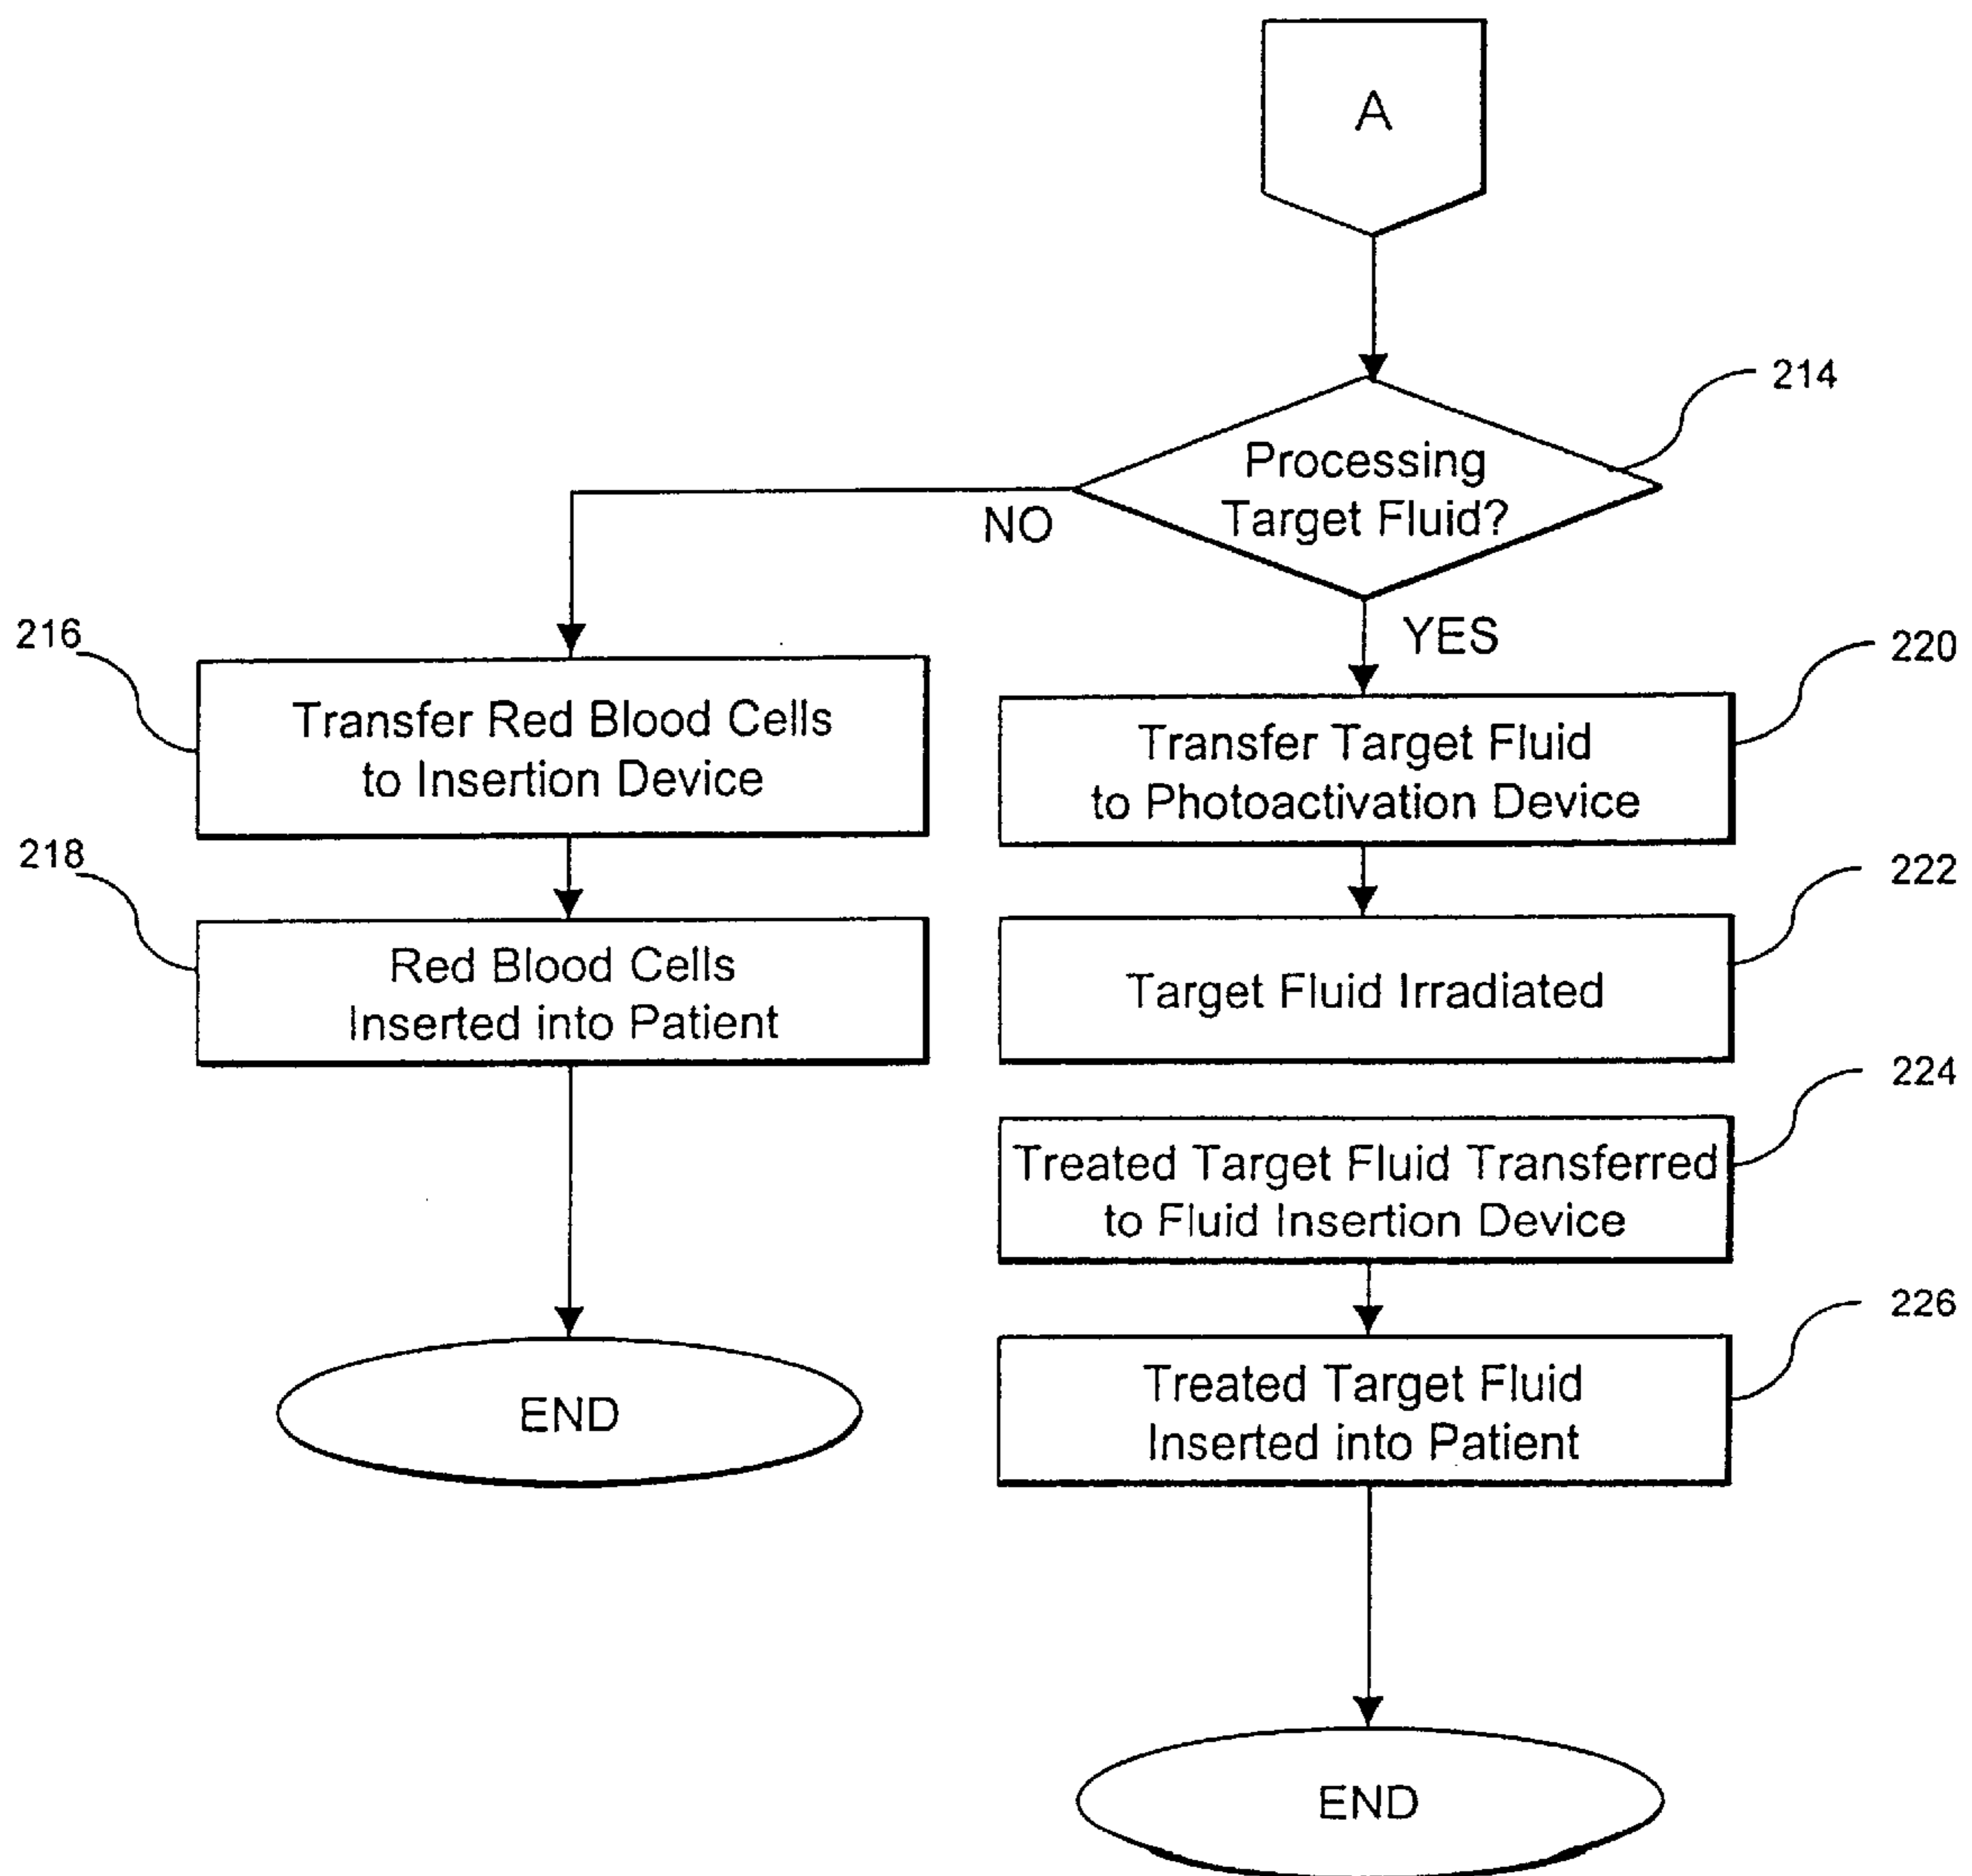 A
214
Processing
Target Fluid?
NO
YES
216
Transfer Red Blood Cells
to Insertion Device
220
Transfer Target Fluid
to Photoactivation Device
218
Red Blood Cells
Inserted into Patient
222
Target Fluid Irradiated
224
Treated Target Fluid Transferred
to Fluid Insertion Device
226
Treated Target Fluid
Inserted into Patient
END
END